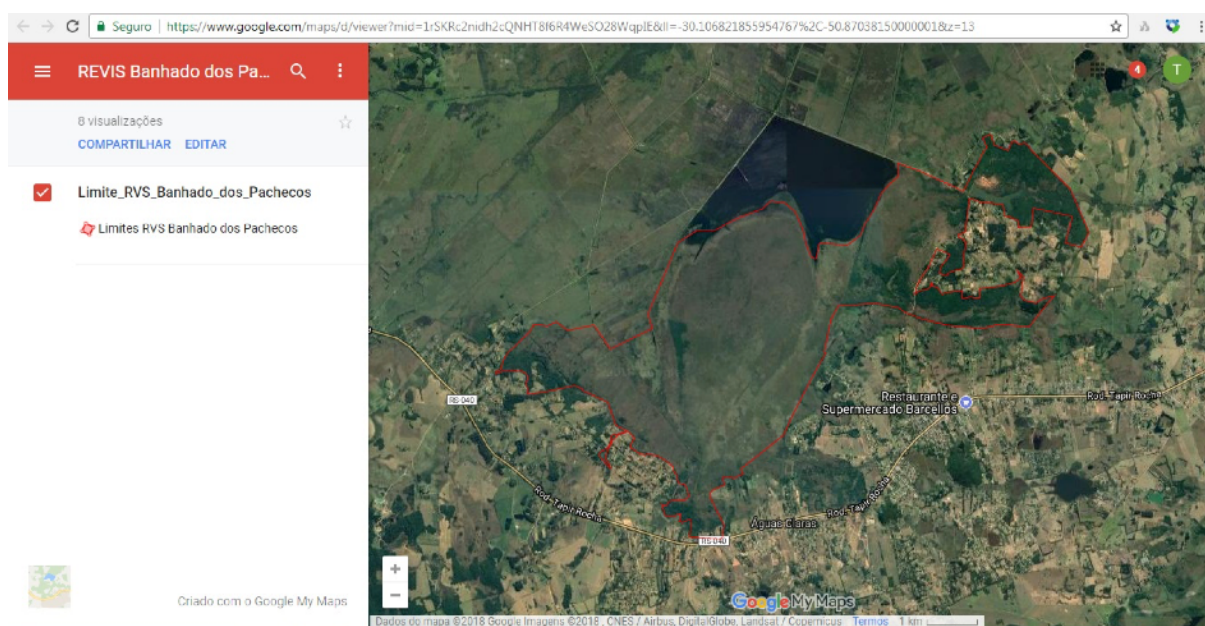 Seguro | https://www.google.com/maps/d/viewer?mid=1rSKRc2nidh2cQNHT8f6R4WeSO28WqpIE&ll=-30.106821855954767%2C-50.87038150000001&z=13
REVIS Banhado dos Pa...
4
T
8 visualizações
COMPARTILHAR EDITAR
Limite_RVS_Banhado_dos_Pachecos
Limites RVS Banhado dos Pachecos
RS-040
Restaurante e
Supermercado Barcellos
Rod. Tapir Rocha
Rod. Tapir Rocha
Rod. Tapir Rocha
Águas Claras
RS-040
Google My Maps
Criado com o Google My Maps
Dados do mapa ©2018 Google Imagens ©2018 , CNES / Airbus, DigitalGlobe, Landsat / Copernicus Termos 1 km